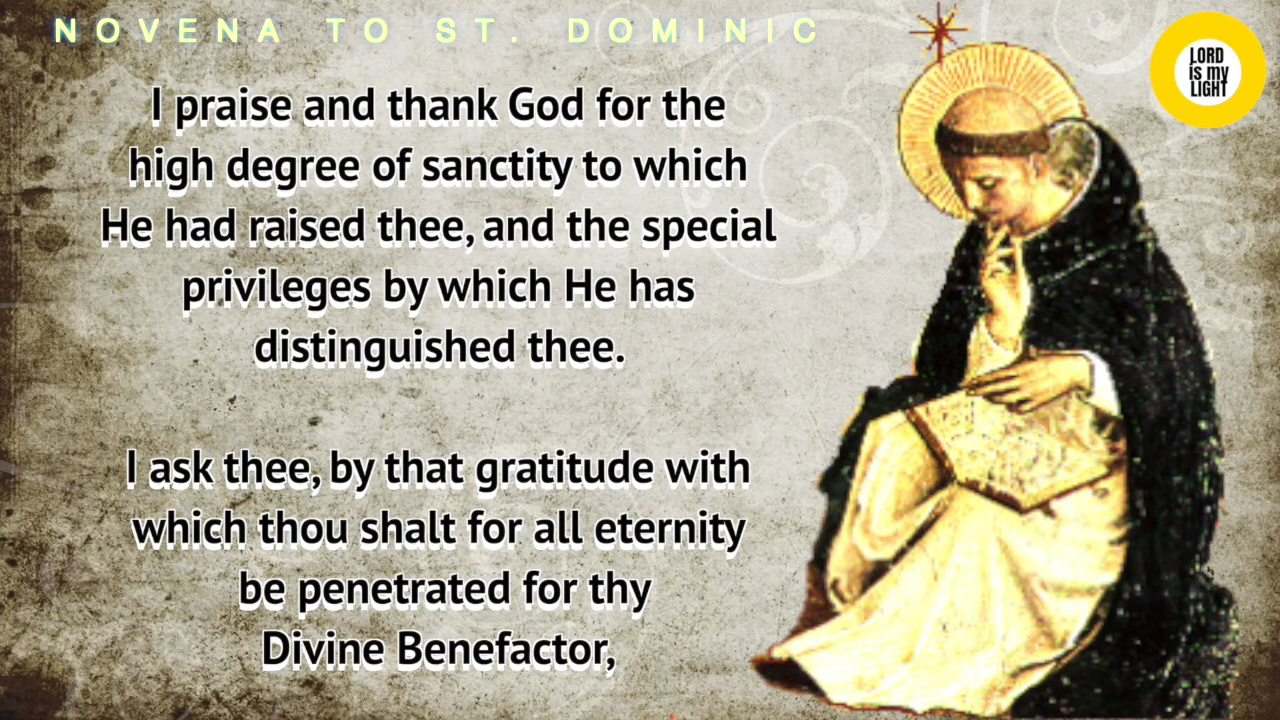 NOVENA TO ST. DOMINIC
LORD
is my
LIGHT
I praise and thank God for the
high degree of sanctity to which
He had raised thee, and the special
privileges by which He has
distinguished thee.
I ask thee, by that gratitude with
which thou shalt for all eternity
be penetrated for thy
Divine Benefactor,